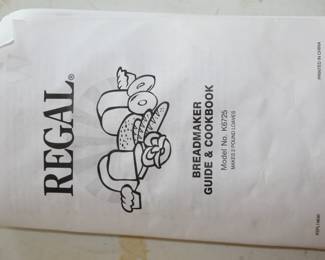 REGAL®
BREADMAKER
GUIDE & COOKBOOK
Model No. K6725
MAKES 2 POUND LOAVES
PRINTED IN CHINA